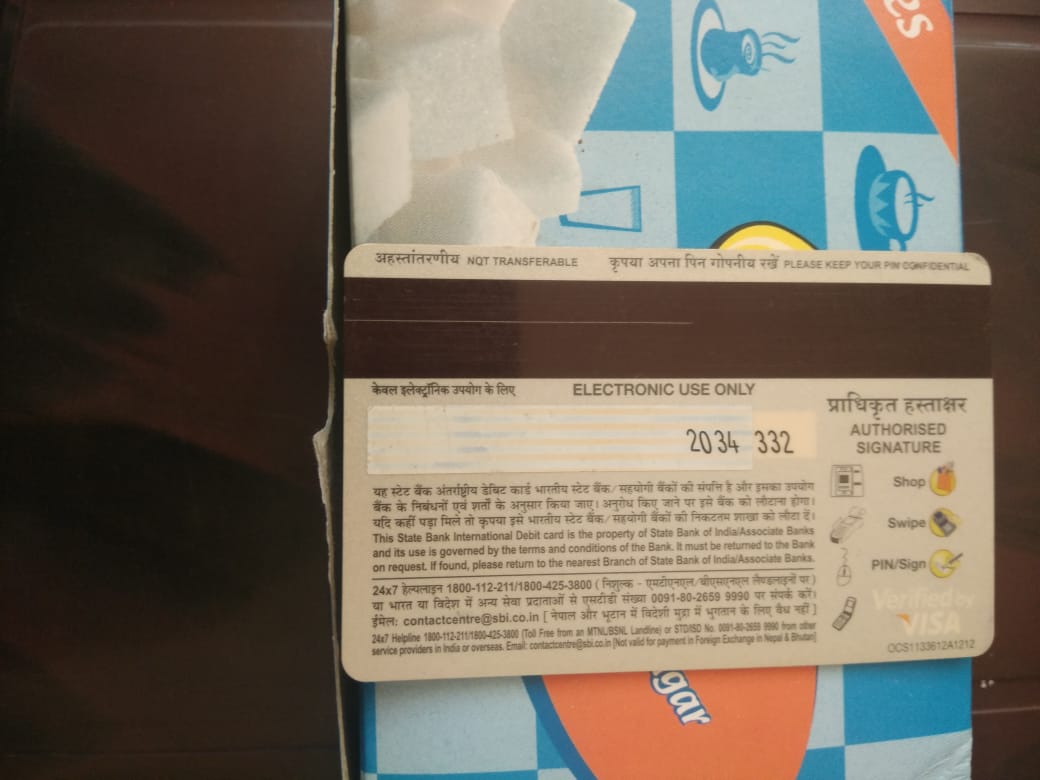 es
अहस्तांतरणीय NOT TRANSFERABLE कृपया अपना पिन गोपनीय रखें PLEASE KEEP YOUR PIN CONFIDENTIAL
केवल इलेक्ट्रॉनिक उपयोग के लिए ELECTRONIC USE ONLY
2034 332
प्राधिकृत हस्ताक्षर
AUTHORISED
SIGNATURE
Shop
Swipe
PIN/Sign
यह स्टेट बैंक अंतर्राष्ट्रीय डेबिट कार्ड भारतीय स्टेट बैंक/सहयोगी बैंकों की संपत्ति है और इसका उपयोग
बैंक के निबंधनों एवं शर्तों के अनुसार किया जाए। अनुरोध किए जाने पर इसे बैंक को लौटाना होगा।
यदि कहीं पड़ा मिले तो कृपया इसे भारतीय स्टेट बैंक/सहयोगी बैंकों की निकटतम शाखा को लौटा दें।
This State Bank International Debit card is the property of State Bank of India/Associate Banks
and its use is governed by the terms and conditions of the Bank. It must be returned to the Bank
on request. If found, please return to the nearest Branch of State Bank of India/Associate Banks.
24x7 हेल्पलाइन 1800-112-211/1800-425-3800 ( निशुल्क - एमटीएनएल/बीएसएनएल लैण्डलाइनों पर )
या भारत या विदेश में अन्य सेवा प्रदाताओं से एसटीडी संख्या 0091-80-2659 9990 पर संपर्क करें।
ईमेल: contactcentre@sbi.co.in [ नेपाल और भूटान में विदेशी मुद्रा में भुगतान के लिए वैध नहीं ]
24x7 Helpline 1800-112-211/1800-425-3800 (Toll Free from an MTNL/BSNL Landline) or STD/ISD No. 0091-80-2659 9990 from other
service providers in India or overseas. Email: contactcentre@sbi.co.in [Not valid for payment in Foreign Exchange in Nepal & Bhutan]
Verified by
VISA
OCS1133612A1212
gar